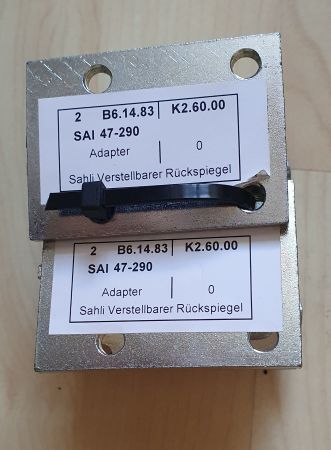 2 B6.14.83 K2.60.00
SAI 47-290
Adapter 0
Sahli Verstellbarer Rückspiegel
2 B6.14.83 K2.60.00
SAI 47-290
Adapter 0
Sahli Verstellbarer Rückspiegel